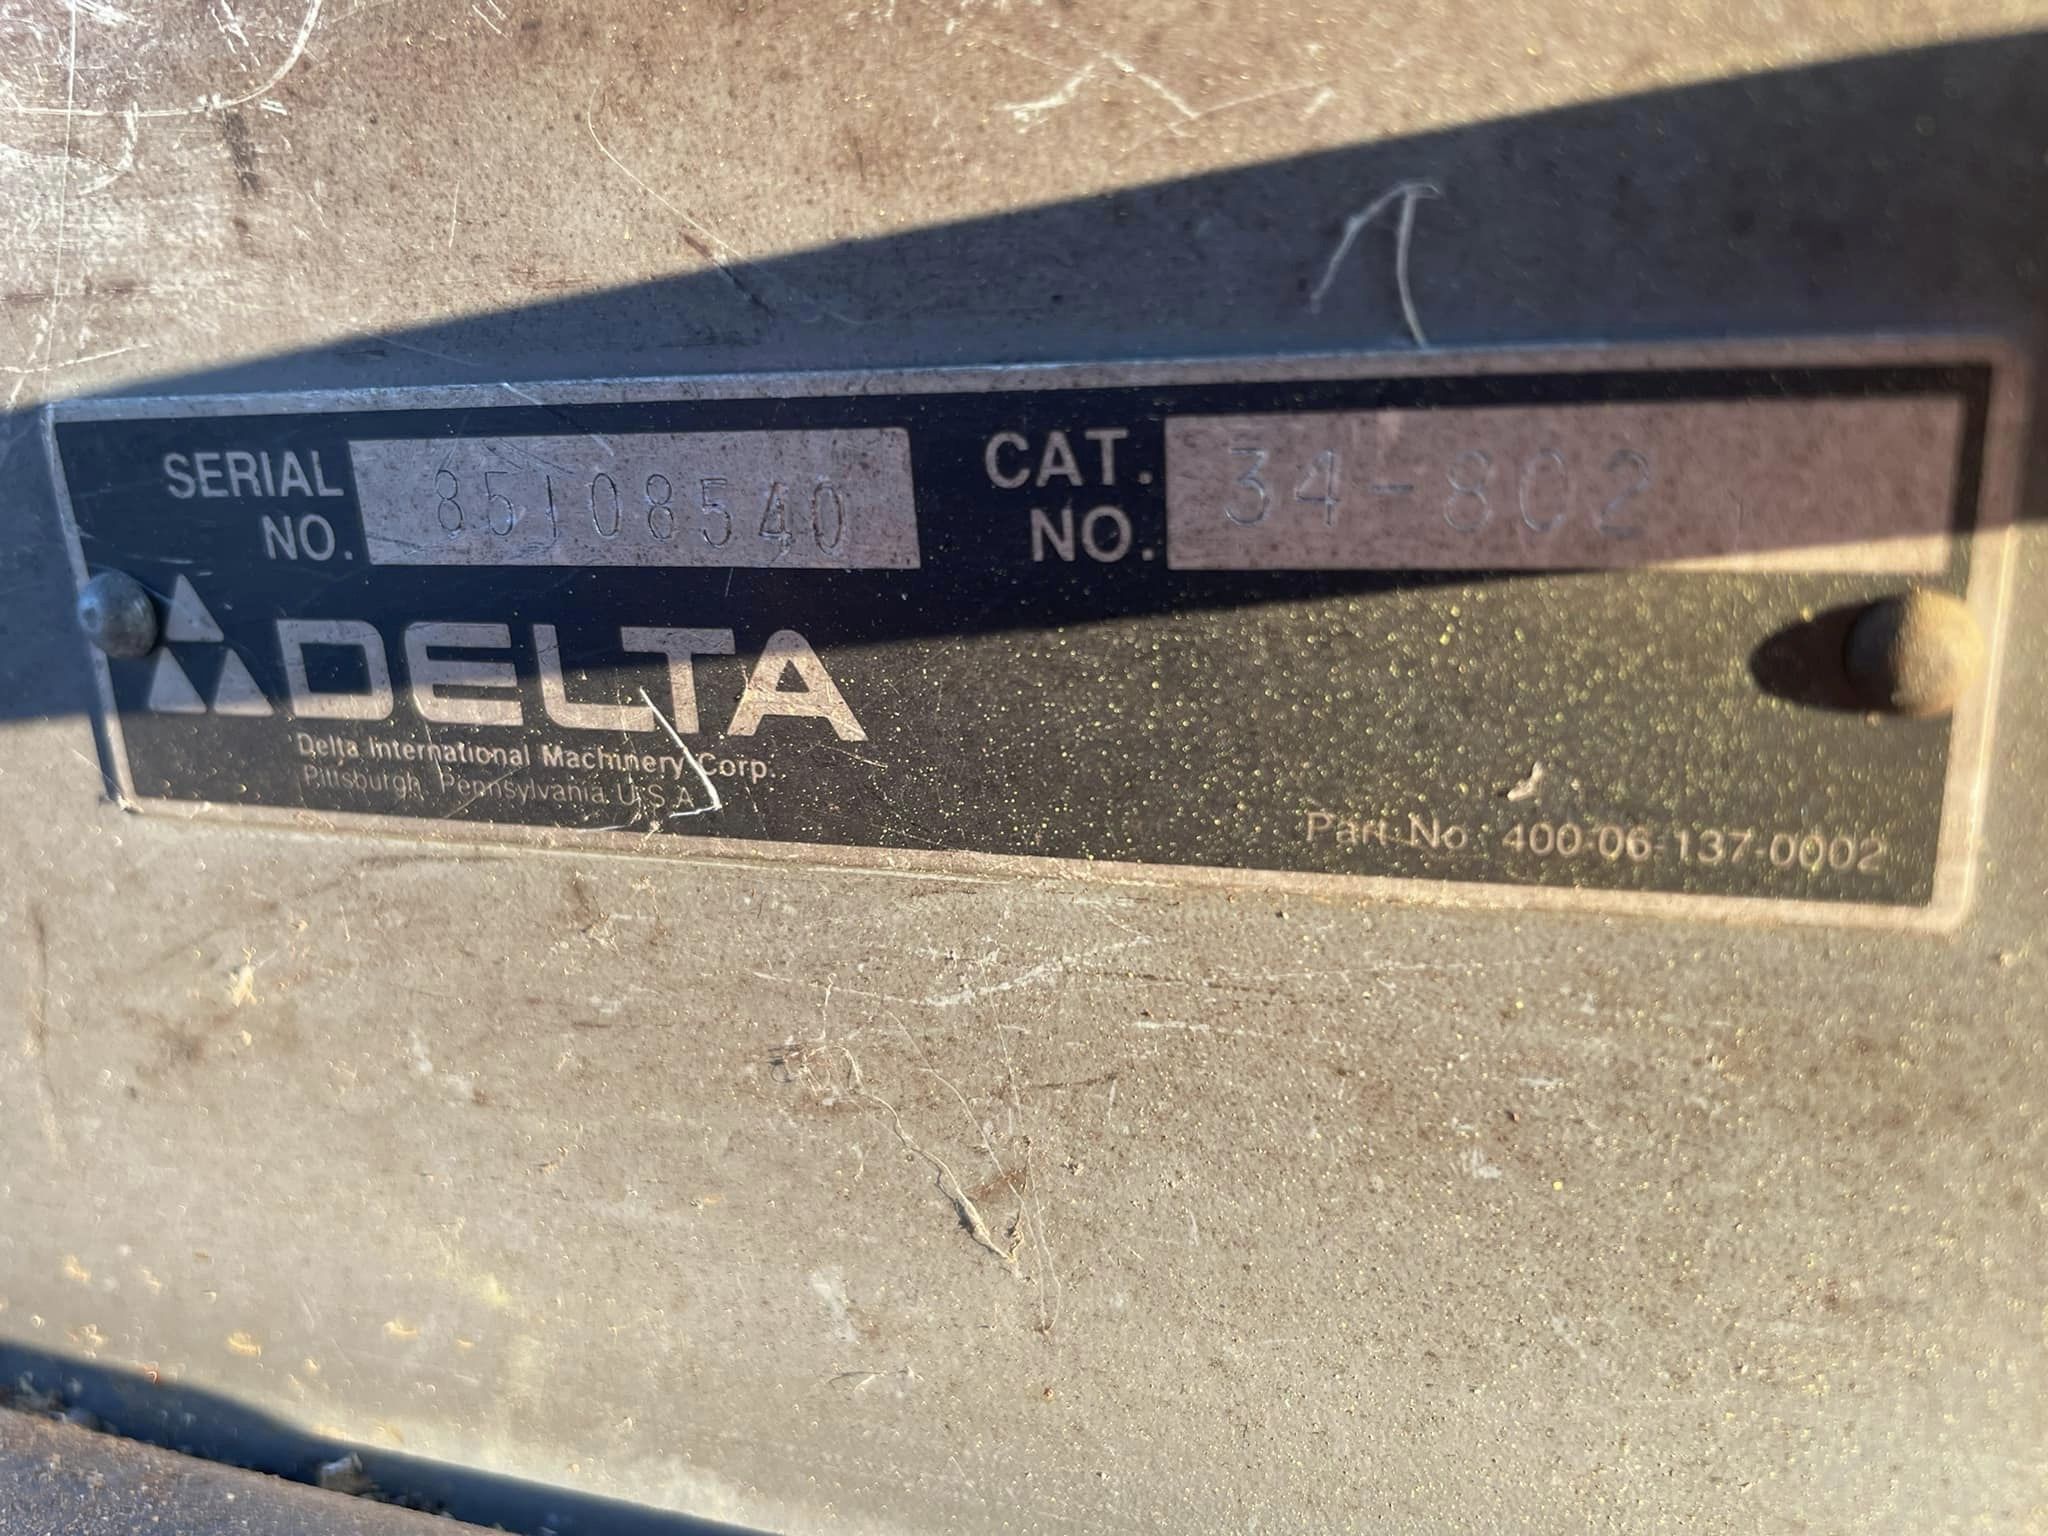 SERIAL NO. 85J08540
CAT. NO. 34-802
DELTA
Delta International Machinery Corp.
Pittsburgh, Pennsylvania U.S.A.
Part No. 400-06-137-0002